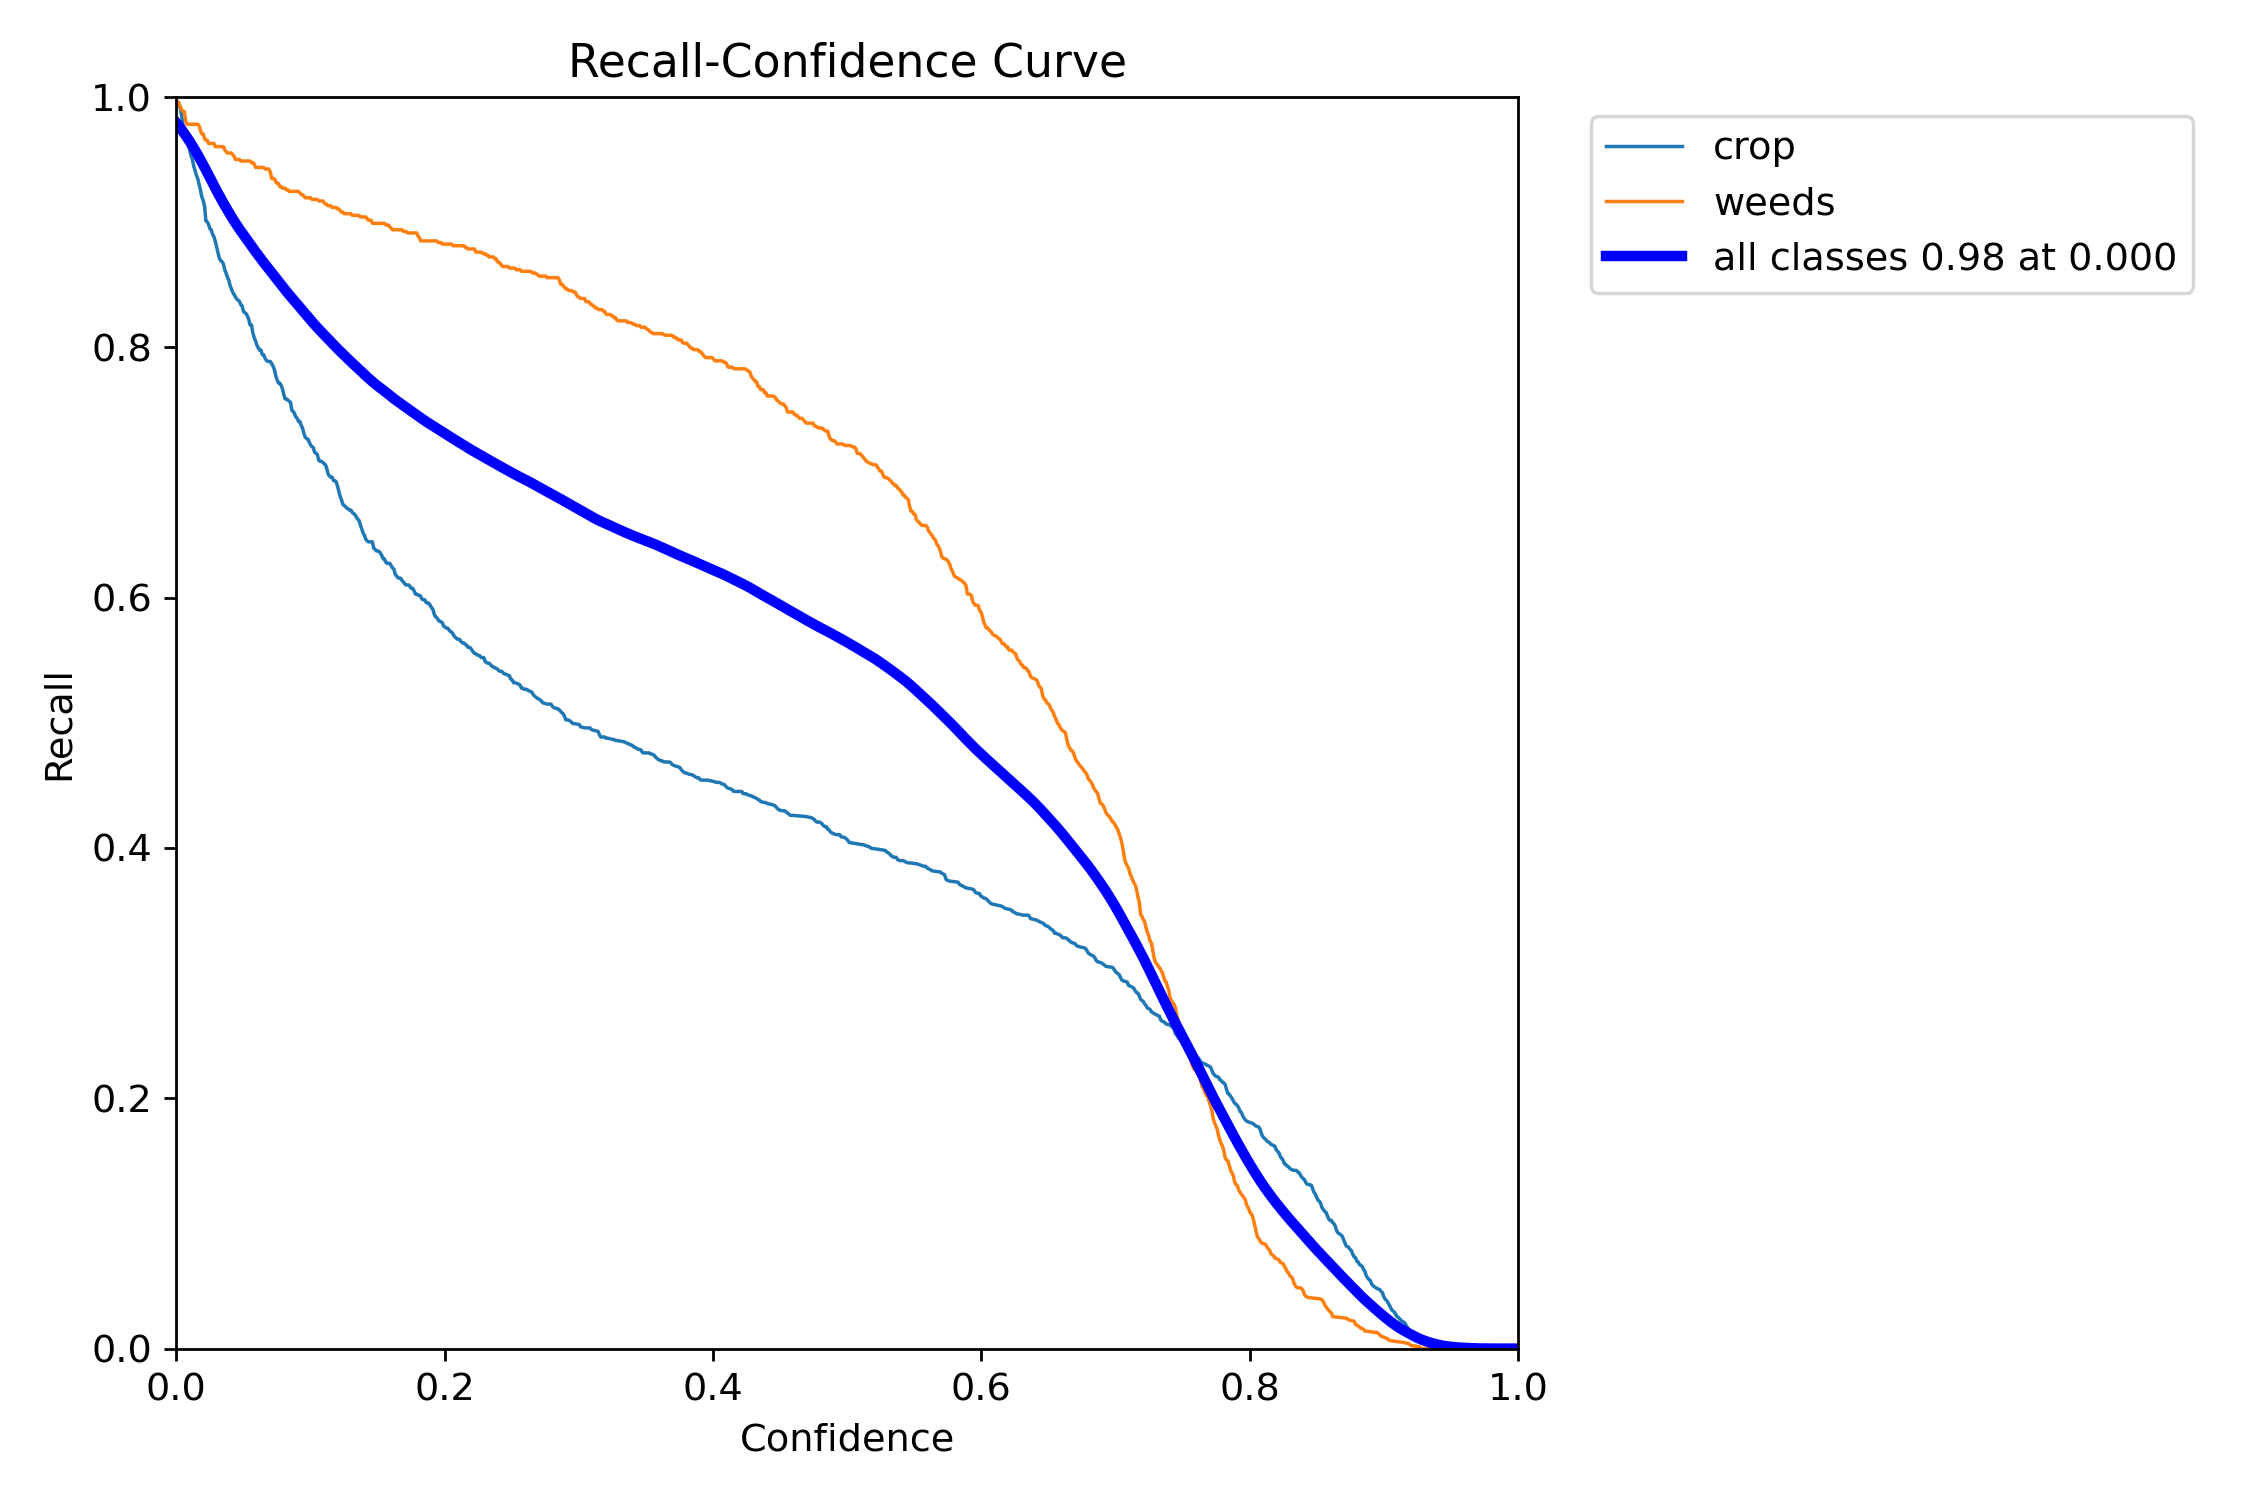 Recall-Confidence Curve
1.0
0.8
0.6
0.4
0.2
0.0
Recall
0.0 0.2 0.4 0.6 0.8 1.0
Confidence
crop
weeds
all classes 0.98 at 0.000